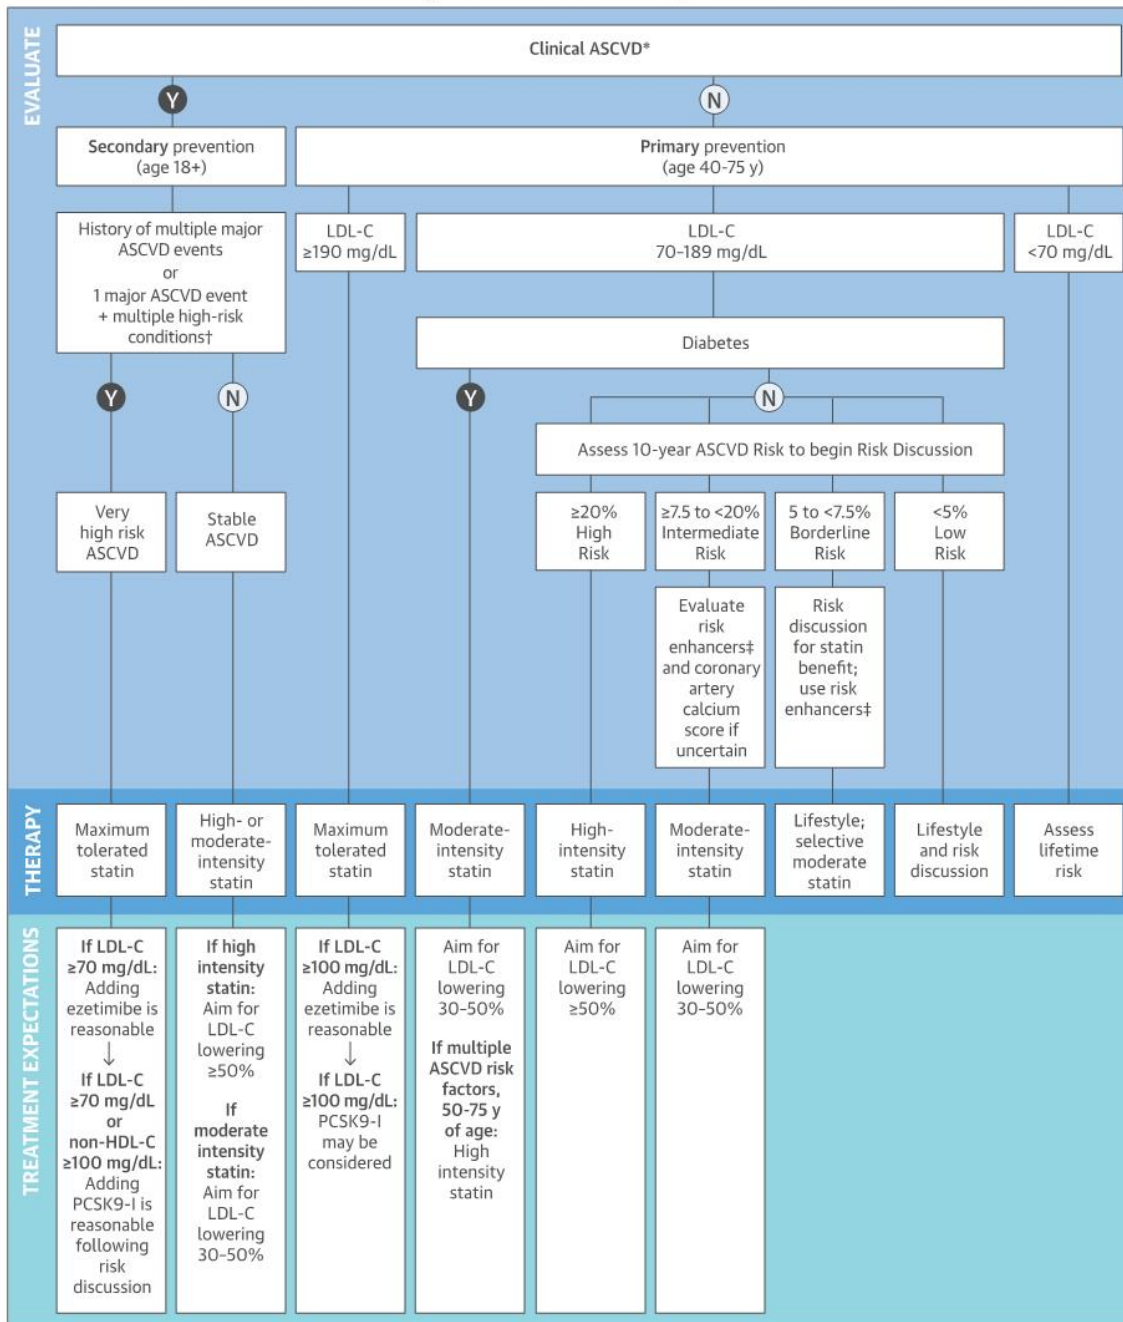 EVALUATE
Clinical ASCVD*
Y
N
Secondary prevention
(age 18+)
Primary prevention
(age 40-75 y)
History of multiple major
ASCVD events
or
1 major ASCVD event
+ multiple high-risk
conditions†
LDL-C
≥190 mg/dL
LDL-C
70-189 mg/dL
LDL-C
<70 mg/dL
Diabetes
Y
N
Y
N
Assess 10-year ASCVD Risk to begin Risk Discussion
Very
high risk
ASCVD
Stable
ASCVD
≥20%
High
Risk
≥7.5 to <20%
Intermediate
Risk
5 to <7.5%
Borderline
Risk
<5%
Low
Risk
Evaluate
risk
enhancers‡
and coronary
artery
calcium
score if
uncertain
Risk
discussion
for statin
benefit;
use risk
enhancers‡
THERAPY
Maximum
tolerated
statin
High- or
moderate-
intensity
statin
Maximum
tolerated
statin
Moderate-
intensity
statin
High-
intensity
statin
Moderate-
intensity
statin
Lifestyle;
selective
moderate
statin
Lifestyle
and risk
discussion
Assess
lifetime
risk
TREATMENT EXPECTATIONS
If LDL-C
≥70 mg/dL:
Adding
ezetimibe is
reasonable
↓
If LDL-C
≥70 mg/dL
or
non-HDL-C
≥100 mg/dL:
Adding
PCSK9-I is
reasonable
following
risk
discussion
If high
intensity
statin:
Aim for
LDL-C
lowering
≥50%
If
moderate
intensity
statin:
Aim for
LDL-C
lowering
30-50%
If LDL-C
≥100 mg/dL:
Adding
ezetimibe is
reasonable
↓
If LDL-C
≥100 mg/dL:
PCSK9-I
may be
considered
Aim for
LDL-C
lowering
30-50%
If multiple
ASCVD risk
factors,
50-75 y
of age:
High
intensity
statin
Aim for
LDL-C
lowering
≥50%
Aim for
LDL-C
lowering
30-50%